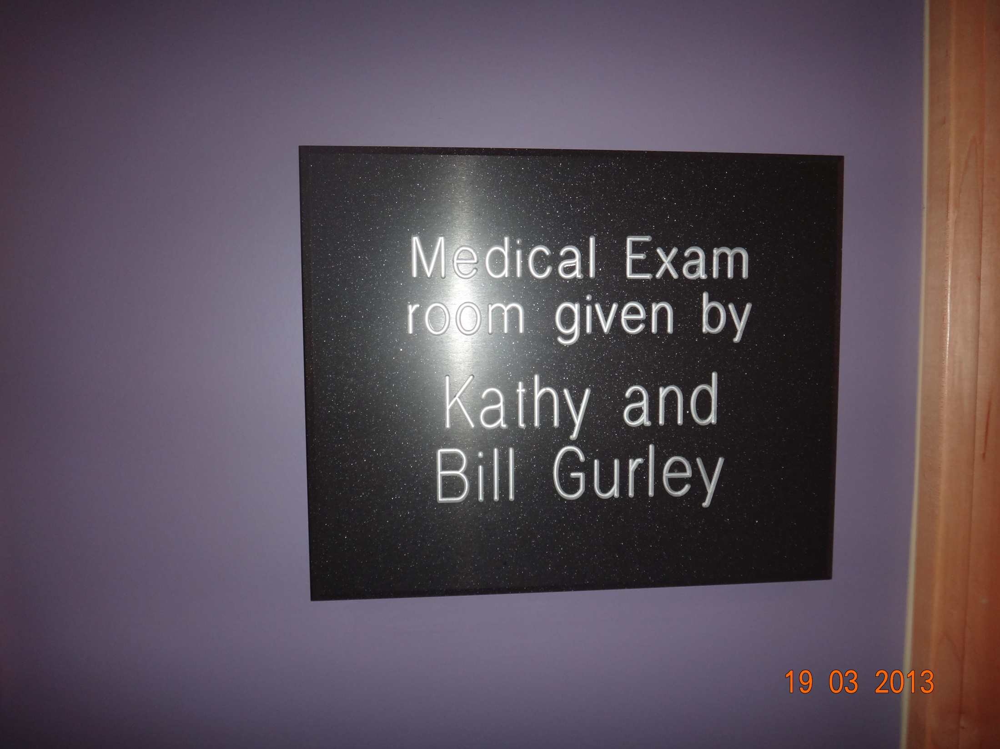 Medical Exam
room given by
Kathy and
Bill Gurley
19 03 2013